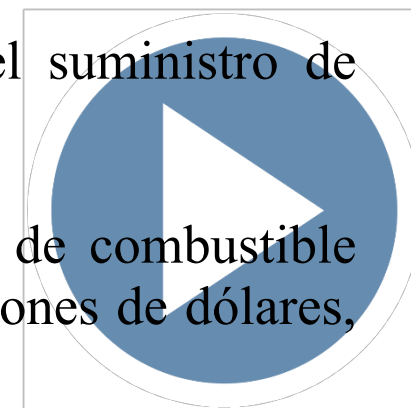 el suministro de
de combustible
ones de dólares,